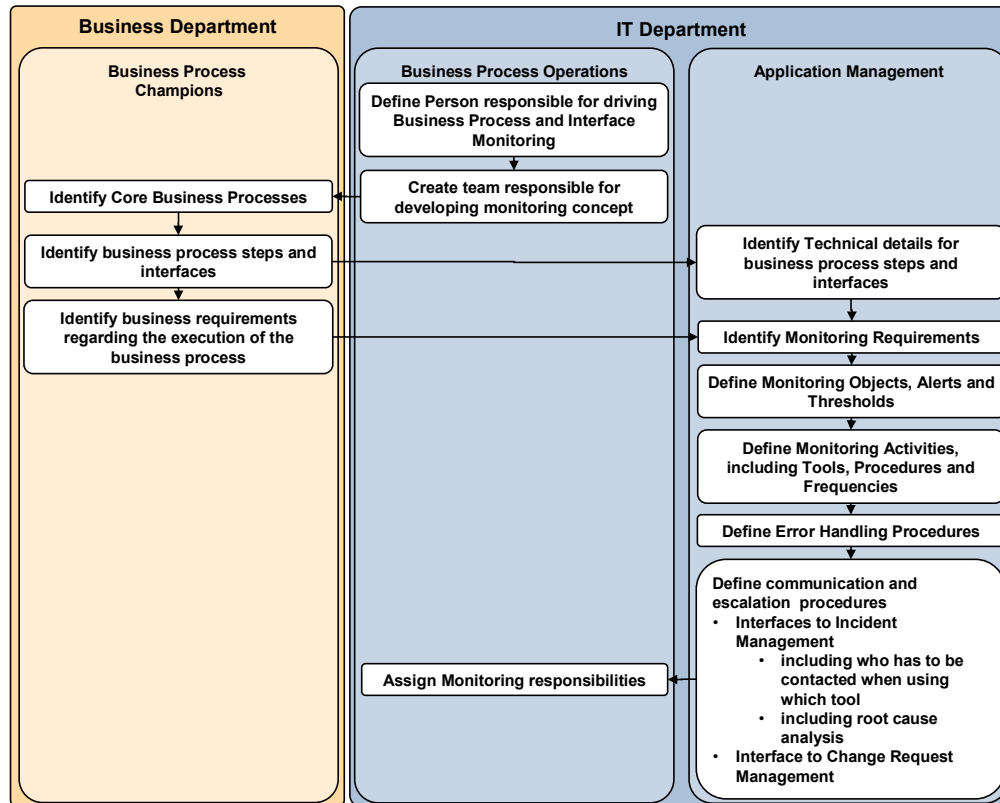 Business Department
IT Department
Business Process
Champions
Business Process Operations
Application Management
Define Person responsible for driving
Business Process and Interface
Monitoring
Create team responsible for
developing monitoring concept
Identify Core Business Processes
Identify business process steps and
interfaces
Identify Technical details for
business process steps and
interfaces
Identify business requirements
regarding the execution of the
business process
Identify Monitoring Requirements
Define Monitoring Objects, Alerts and
Thresholds
Define Monitoring Activities,
including Tools, Procedures and
Frequencies
Define Error Handling Procedures
Define communication and
escalation procedures
• Interfaces to Incident
Management
• including who has to be
contacted when using
which tool
• including root cause
analysis
• Interface to Change Request
Management
Assign Monitoring responsibilities